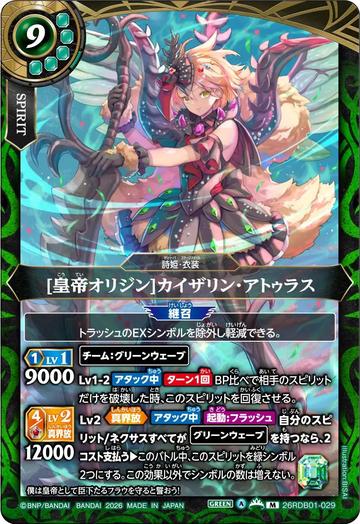 9
SPIRIT
詩姫・衣装
[皇帝オリジン]カイザリン・アトゥラス
継召
トラッシュのEXシンボルを除外し軽減できる。
1 LV1 9000
チーム:グリーンウェーブ
Lv1-2 アタック中 ターン1回 BP比べで相手のスピリット
だけを破壊した時、このスピリットを回復させる。
4 LV2 真界放 12000
Lv2 真界放 アタック中 起動:フラッシュ 自分のスピ
リット/ネクサスすべてが グリーンウェーブ を持つなら、2
コスト支払う▶このバトル中、このスピリットを緑シンボル
2つにする。この効果以外でシンボルの数は増えない。
僕は皇帝として臣下たるフラウを守ると誓おう!
Illustration:BISAI
©BNP/BANDAI BANDAI 2026 MADE IN JAPAN GREEN A M 26RDB01-029